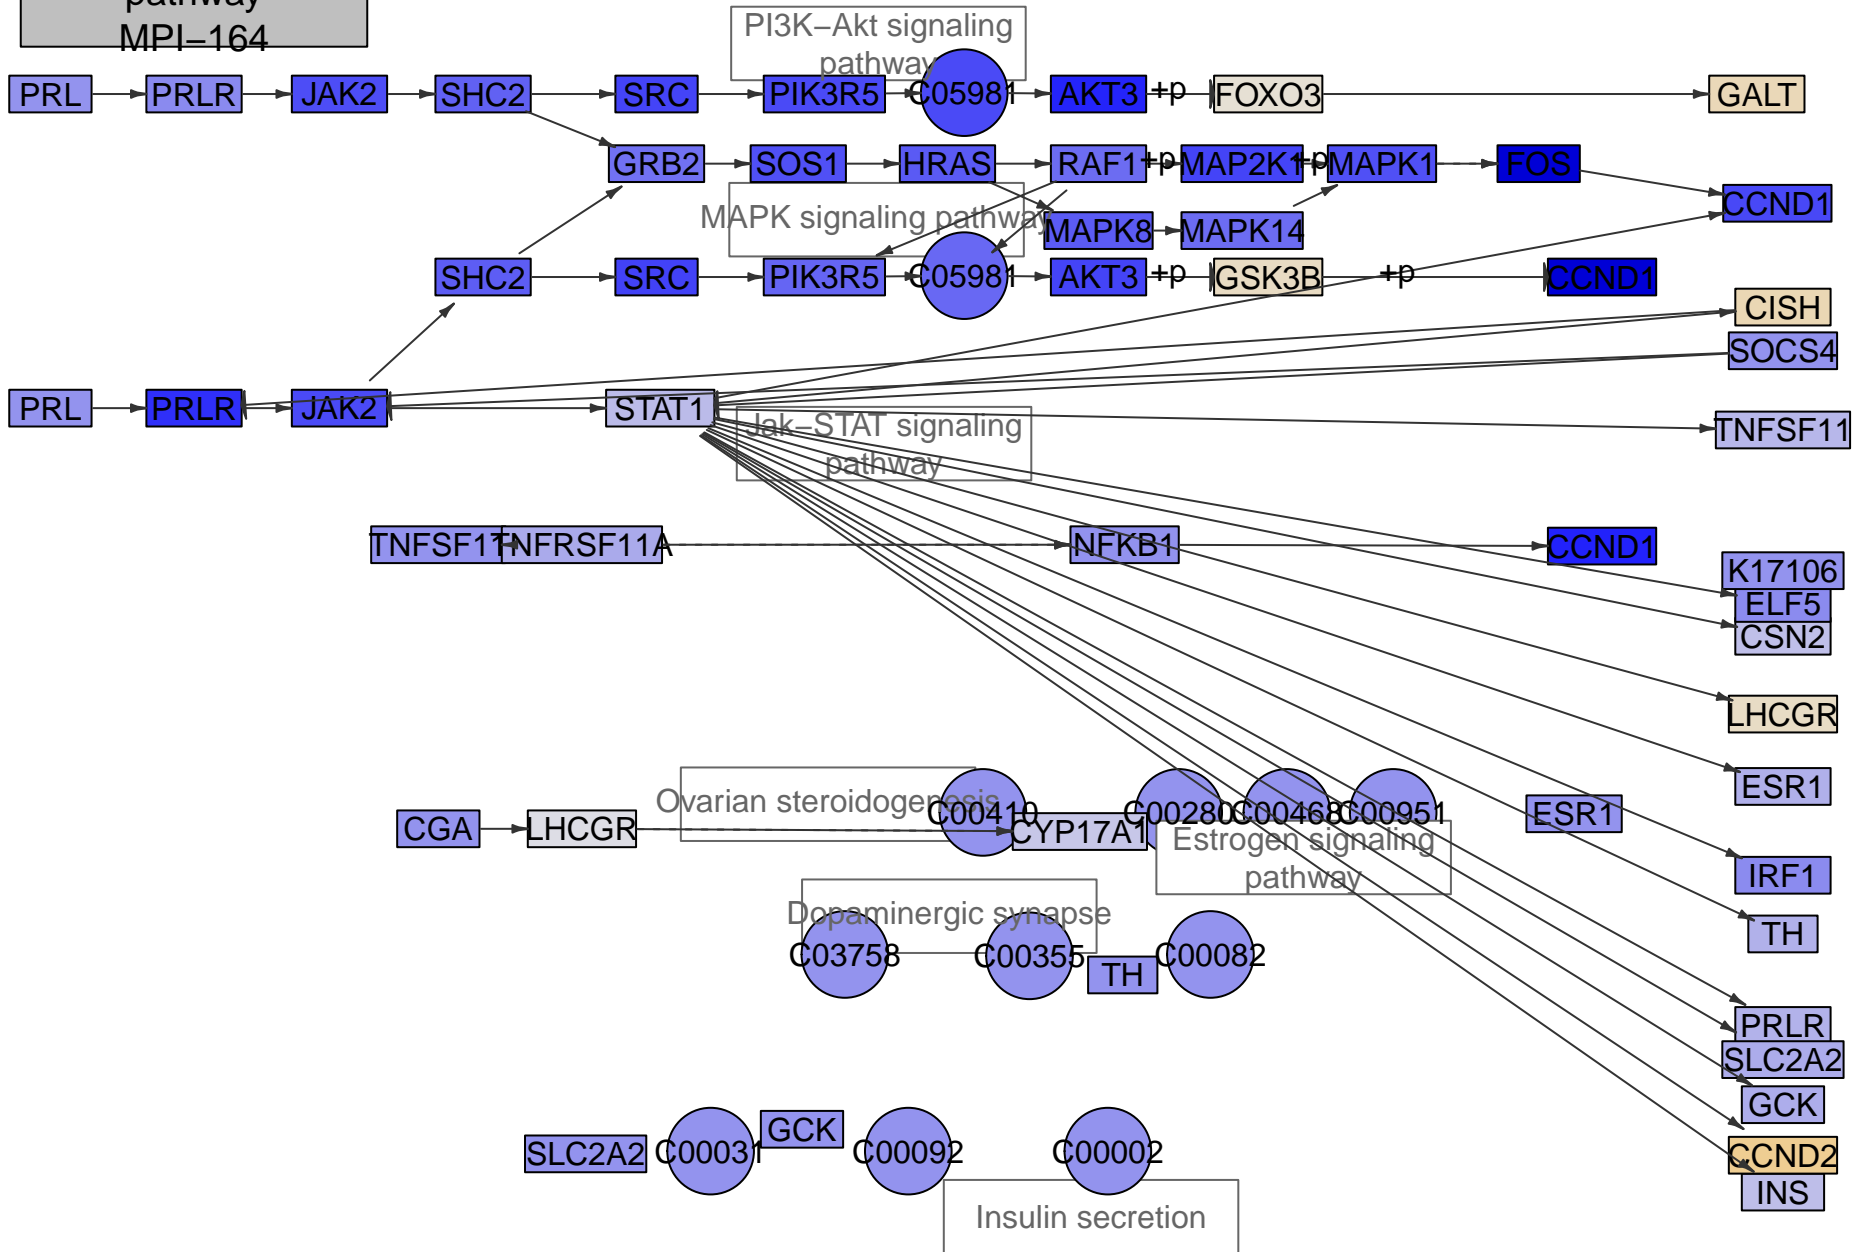 pathway
MPI−164
PI3K−Akt signaling
pathway
PRL
PRLR
JAK2
SHC2
SRC
PIK3R5
C05981
AKT3
+p
FOXO3
GALT
GRB2
SOS1
HRAS
RAF1
+p
MAP2K1
+p
MAPK1
FOS
CCND1
MAPK signaling pathway
MAPK8
MAPK14
SHC2
SRC
PIK3R5
C05981
AKT3
+p
GSK3B
+p
CCND1
CISH
SOCS4
PRL
PRLR
JAK2
STAT1
Jak−STAT signaling
pathway
TNFSF11
TNFSF11
TNFRSF11A
NFKB1
CCND1
K17106
ELF5
CSN2
LHCGR
ESR1
Ovarian steroidogenesis
C00410
C00280
C00468
C00951
ESR1
CGA
LHCGR
CYP17A1
Estrogen signaling
pathway
IRF1
Dopaminergic synapse
TH
C03758
C00355
TH
C00082
PRLR
SLC2A2
GCK
SLC2A2
C00031
GCK
C00092
C00002
CCND2
INS
Insulin secretion